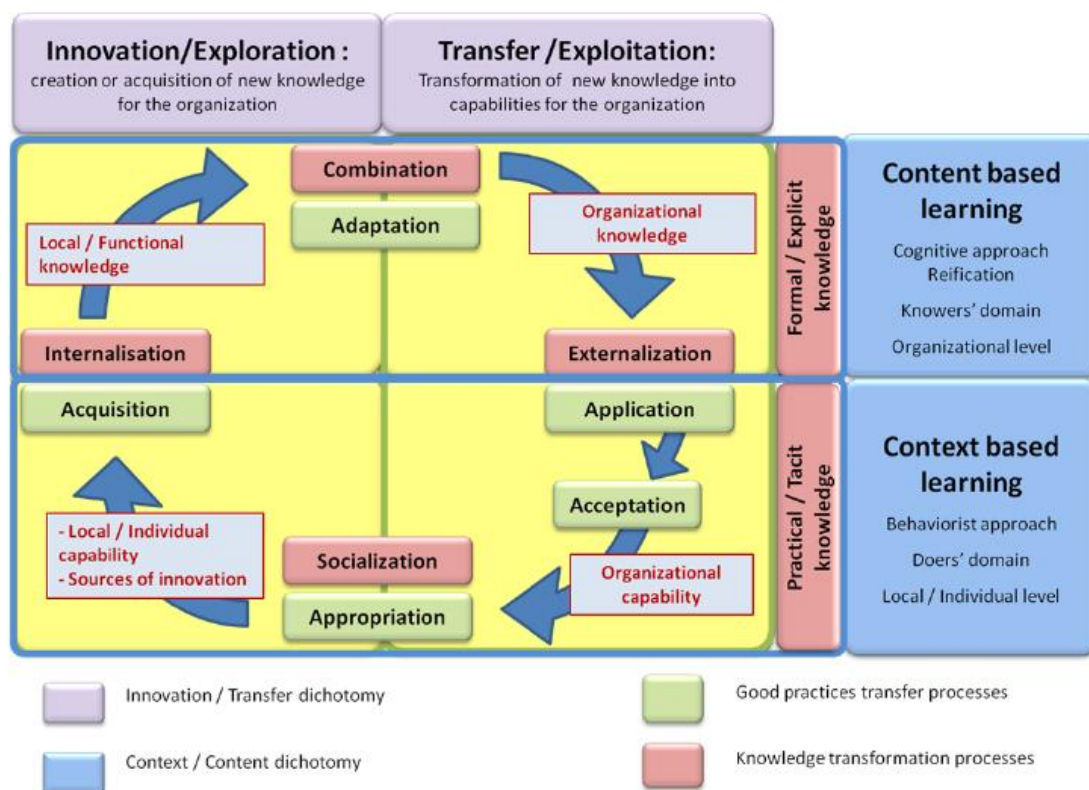 Innovation/Exploration :
creation or acquisition of new knowledge
for the organization
Transfer /Exploitation:
Transformation of new knowledge into
capabilities for the organization
Combination
Adaptation
Local / Functional
knowledge
Organizational
knowledge
Internalisation
Externalization
Formal / Explicit
knowledge
Content based
learning
Cognitive approach
Reification
Knowers' domain
Organizational level
Acquisition
Application
Acceptation
- Local / Individual
capability
- Sources of innovation
Socialization
Appropriation
Organizational
capability
Practical / Tacit
knowledge
Context based
learning
Behaviorist approach
Doers' domain
Local / Individual level
Innovation / Transfer dichotomy
Good practices transfer processes
Context / Content dichotomy
Knowledge transformation processes